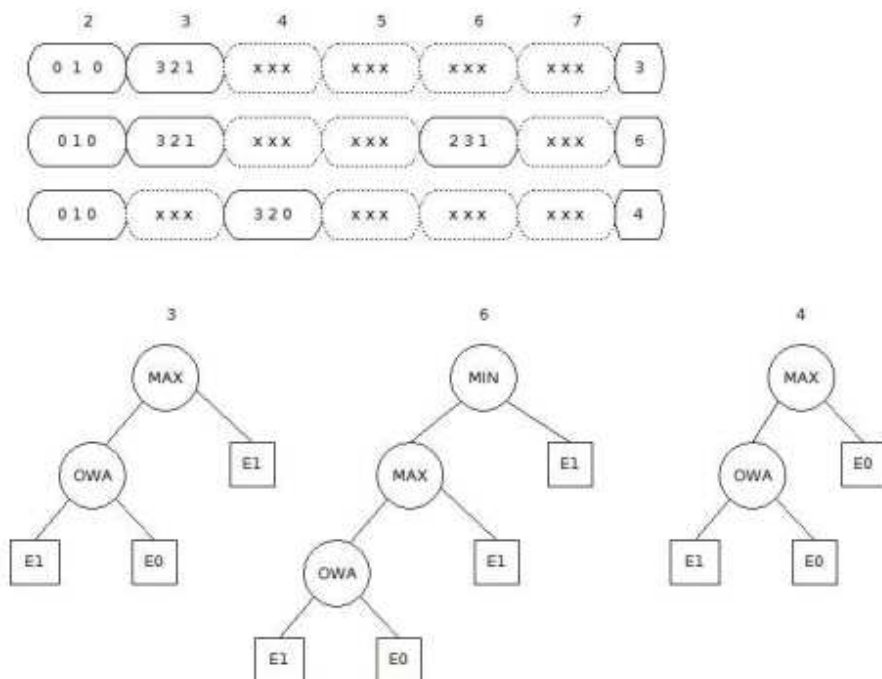 2 3 4 5 6 7
0 1 0 3 2 1 x x x x x x x x x x x x 3
0 1 0 3 2 1 x x x x x x 2 3 1 x x x 6
0 1 0 x x x 3 2 0 x x x x x x x x x 4
3 6 4
MAX MIN MAX
OWA E1 MAX E1 OWA E0
E1 E0 OWA E1 E1 E0
E1 E0